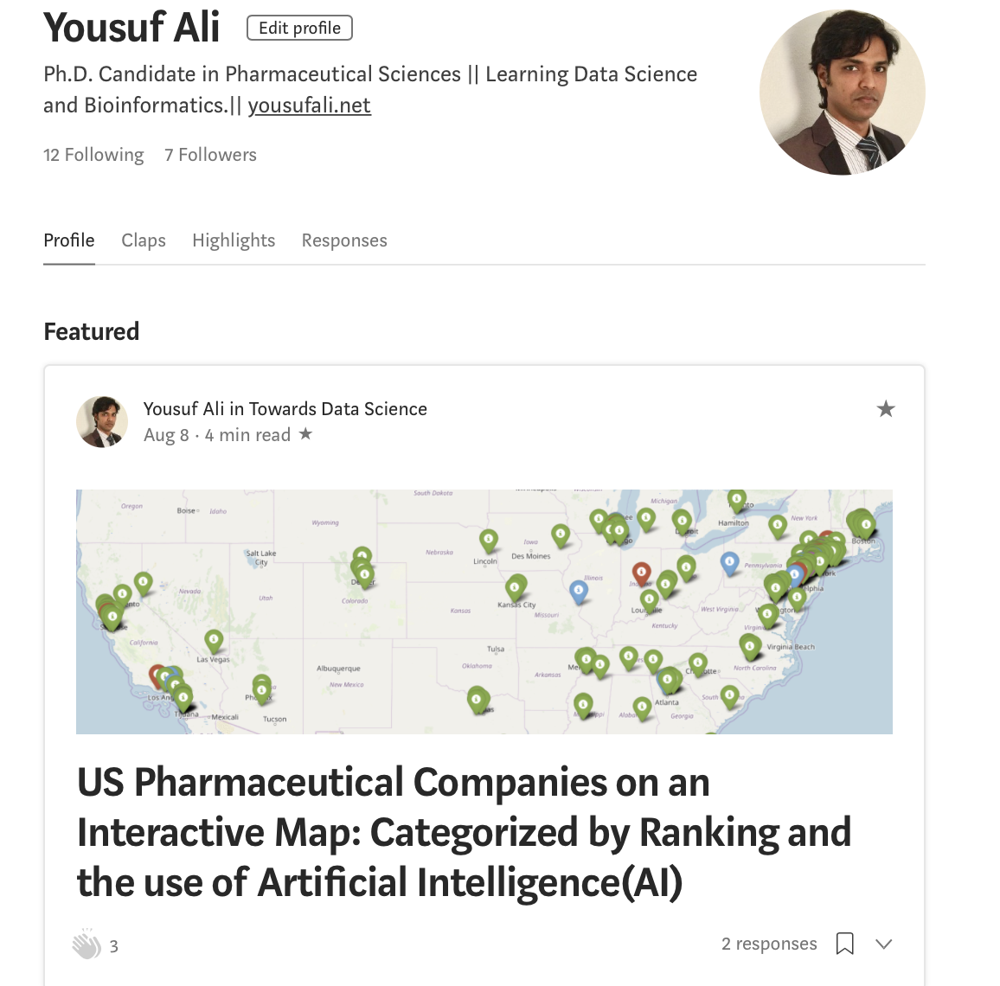 Yousuf Ali
Edit profile
Ph.D. Candidate in Pharmaceutical Sciences || Learning Data Science
and Bioinformatics.|| yousufali.net
12 Following 7 Followers
Profile Claps Highlights Responses
Featured
Yousuf Ali in Towards Data Science
Aug 8 · 4 min read ★
South Dakota
Michigan
Oregon
Boise
Idaho
Wyoming
Hamilton
New York
Boston
Salt Lake
City
Nebraska
Iowa
Lincoln
Des Moines
Illinois
Pennsylvania
Nevada
Utah
Colorado
Kansas
Kansas City
Missouri
West Virginia
Kentucky
California
Las Vegas
Tulsa
Virginia Beach
Albuquerque
Oklahoma
Arkansas
North Carolina
New Mexico
Mexicali
Tucson
Atlanta
Georgia
US Pharmaceutical Companies on an
Interactive Map: Categorized by Ranking and
the use of Artificial Intelligence(AI)
3
2 responses